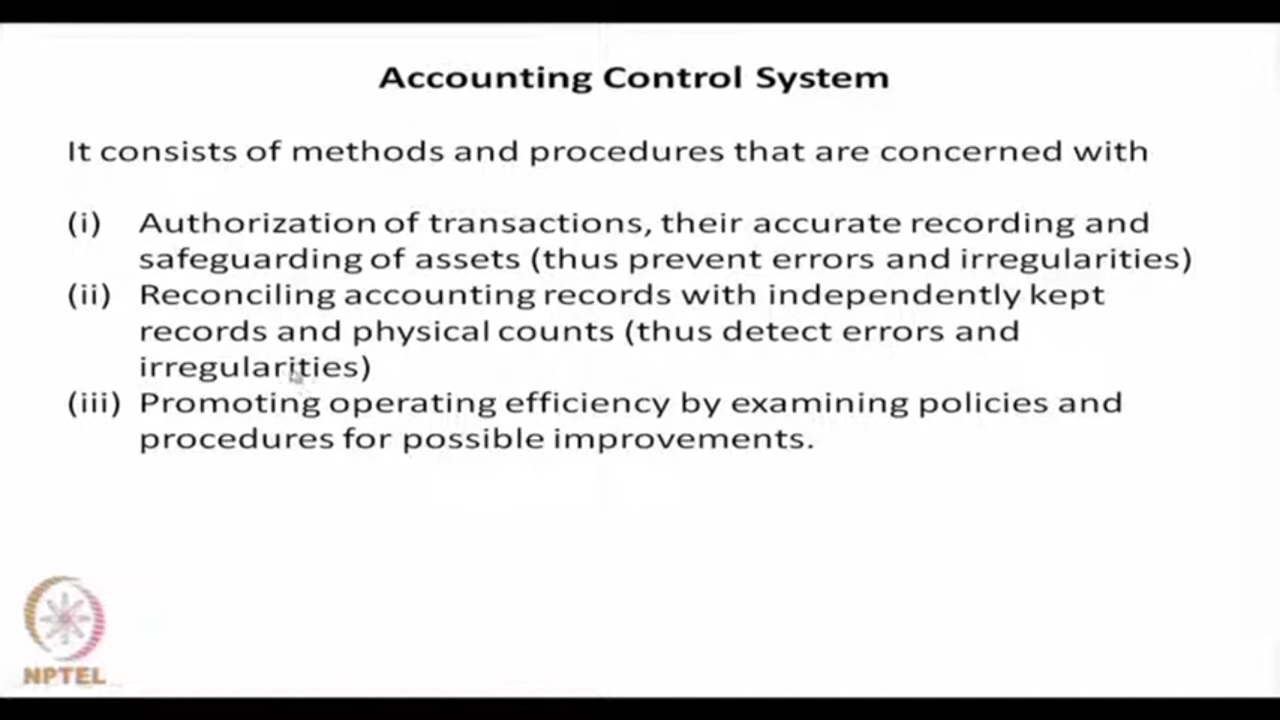 Accounting Control System
It consists of methods and procedures that are concerned with
(i) Authorization of transactions, their accurate recording and
safeguarding of assets (thus prevent errors and irregularities)
(ii) Reconciling accounting records with independently kept
records and physical counts (thus detect errors and
irregularities)
(iii) Promoting operating efficiency by examining policies and
procedures for possible improvements.
NPTEL